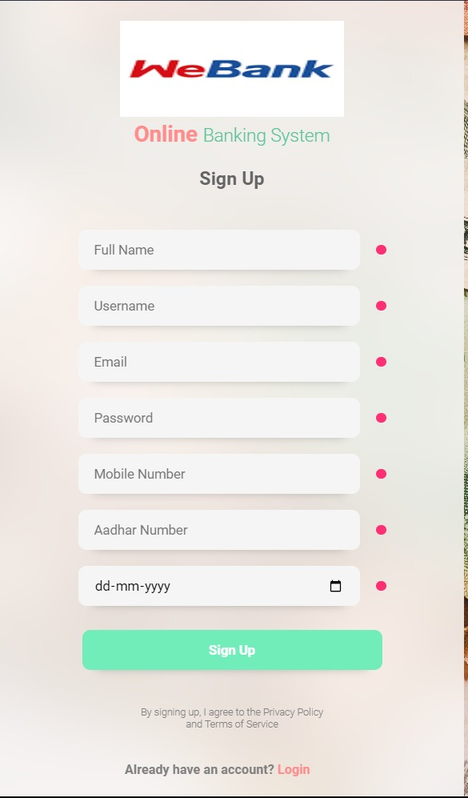 WeBank
Online Banking System
Sign Up
Full Name
Username
Email
Password
Mobile Number
Aadhar Number
dd-mm-yyyy
Sign Up
By signing up, I agree to the Privacy Policy
and Terms of Service
Already have an account? Login